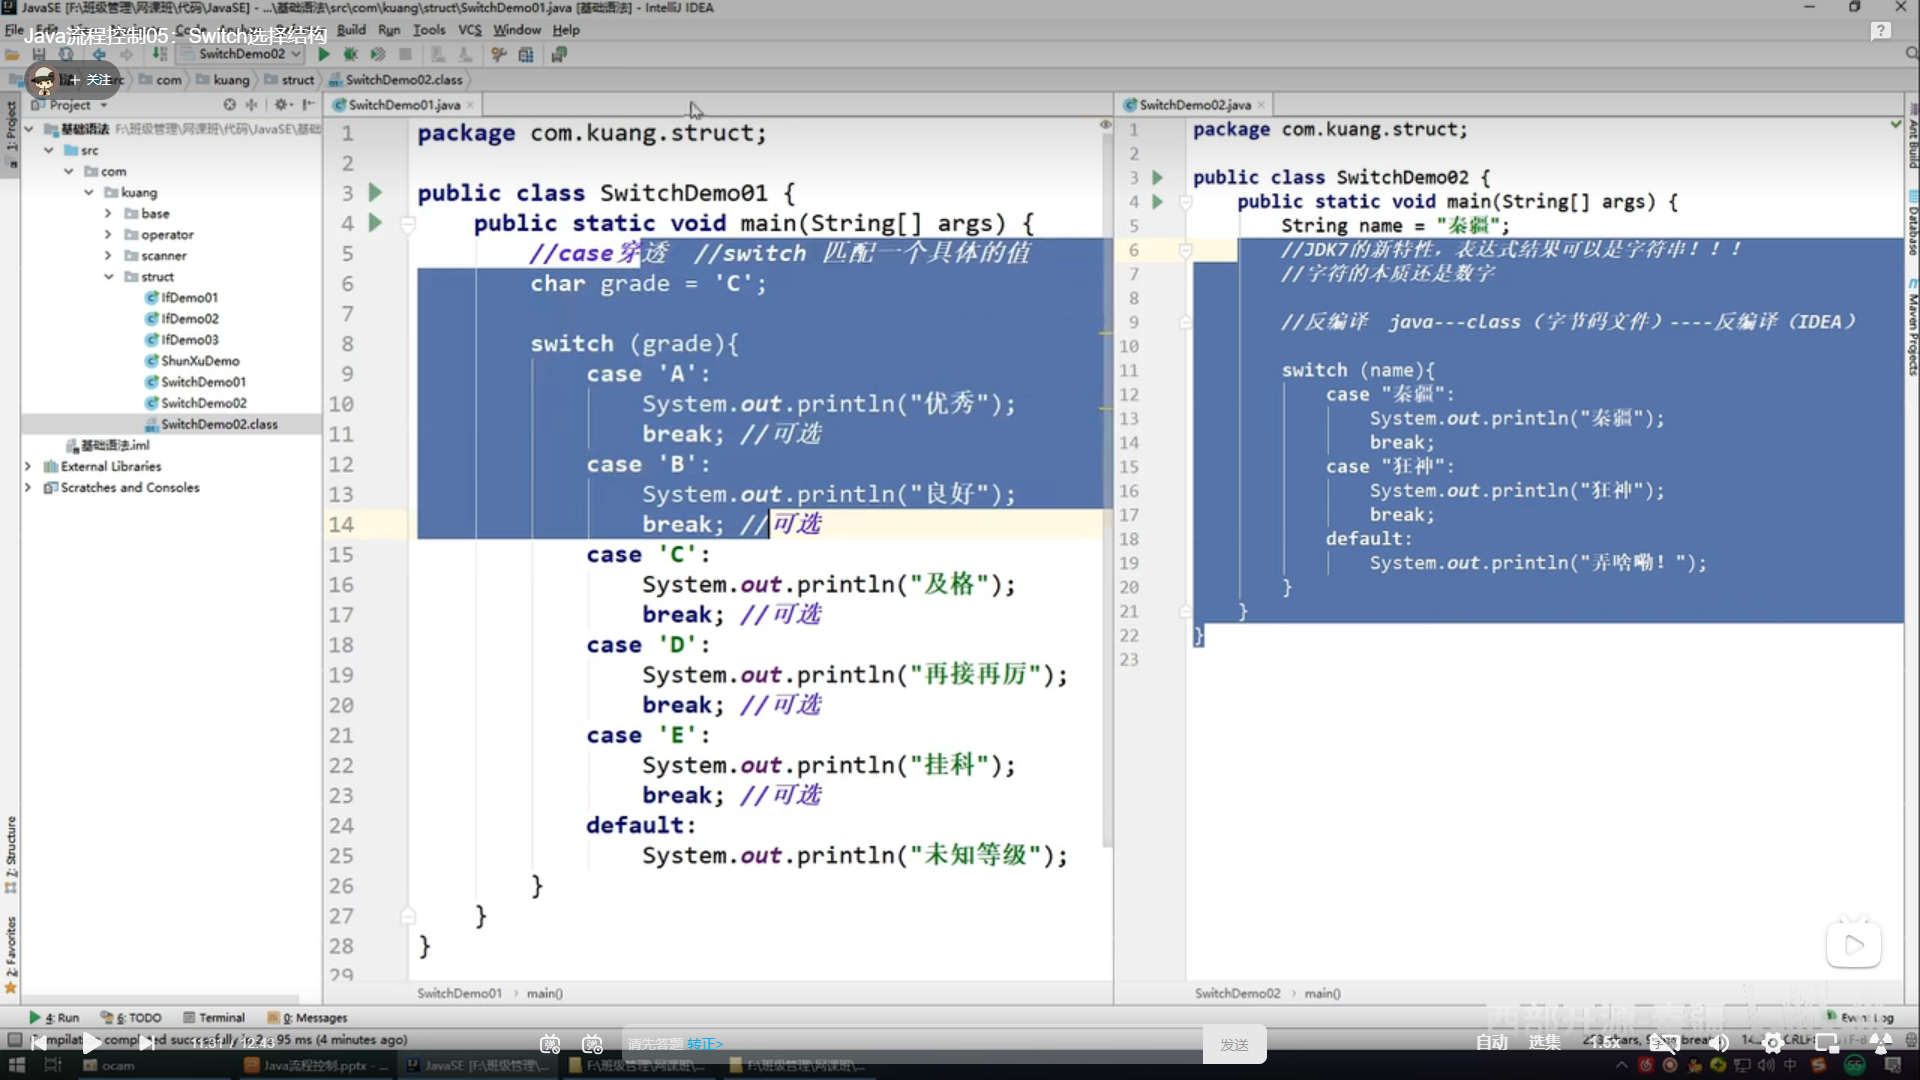 JavaSE [F:\班级管理\网课班\代码\JavaSE] - ...\基础语法\src\com\kuang\struct\SwitchDemo01.java [基础语法] - IntelliJ IDEA
Java流程控制05：Switch选择结构
File Build Run Tools VCS Window Help
SwitchDemo02
+ 关注
com kuang struct SwitchDemo02.class
Project
SwitchDemo01.java
SwitchDemo02.java
1: Project
基础语法 F:\班级管理\网课班\代码\JavaSE\基础
src
com
kuang
base
operator
scanner
struct
IfDemo01
IfDemo02
IfDemo03
ShunXuDemo
SwitchDemo01
SwitchDemo02
SwitchDemo02.class
基础语法.iml
External Libraries
Scratches and Consoles
Z: Structure
2: Favorites
1 package com.kuang.struct;
2
3 public class SwitchDemo01 {
4 public static void main(String[] args) {
5 //case穿透 //switch 匹配一个具体的值
6 char grade = 'C';
7
8 switch (grade){
9 case 'A':
10 System.out.println("优秀");
11 break; //可选
12 case 'B':
13 System.out.println("良好");
14 break; //可选
15 case 'C':
16 System.out.println("及格");
17 break; //可选
18 case 'D':
19 System.out.println("再接再厉");
20 break; //可选
21 case 'E':
22 System.out.println("挂科");
23 break; //可选
24 default:
25 System.out.println("未知等级");
26 }
27 }
28 }
29
SwitchDemo01 › main()
1 package com.kuang.struct;
2
3 public class SwitchDemo02 {
4 public static void main(String[] args) {
5 String name = "秦疆";
6 //JDK7的新特性，表达式结果可以是字符串！！！
7 //字符的本质还是数字
8
9 //反编译 java---class（字节码文件）----反编译（IDEA）
10
11 switch (name){
12 case "秦疆":
13 System.out.println("秦疆");
14 break;
15 case "狂神":
16 System.out.println("狂神");
17 break;
18 default:
19 System.out.println("弄啥嘞！");
20 }
21 }
22 }
23
SwitchDemo02 › main()
Ant Build
Database
Maven Projects
4: Run 6: TODO Terminal 0: Messages
Event Log
11:31 / 12:43
95 ms (4 minutes ago)
请先答题 转正>
发送
自动 选集 1.5x
ocam
Java流程控制.pptx - ...
JavaSE [F:\班级管理\...
F:\班级管理\网课班\...
F:\班级管理\网课班\...
中
55